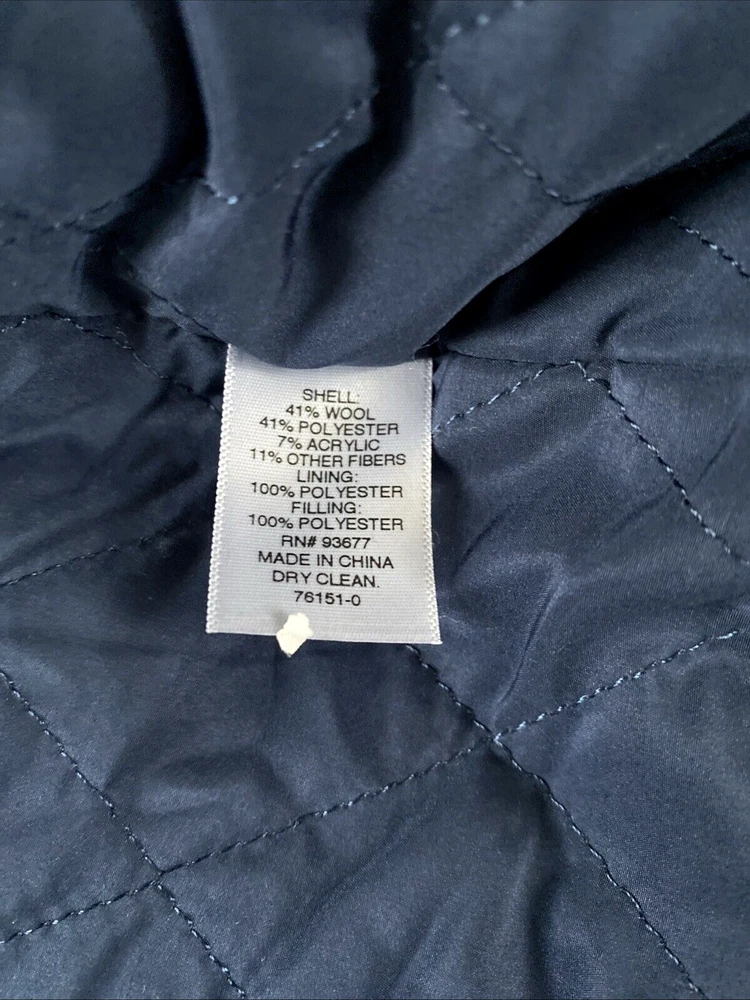 SHELL:
41% WOOL
41% POLYESTER
7% ACRYLIC
11% OTHER FIBERS
LINING:
100% POLYESTER
FILLING:
100% POLYESTER
RN# 93677
MADE IN CHINA
DRY CLEAN.
76151-0